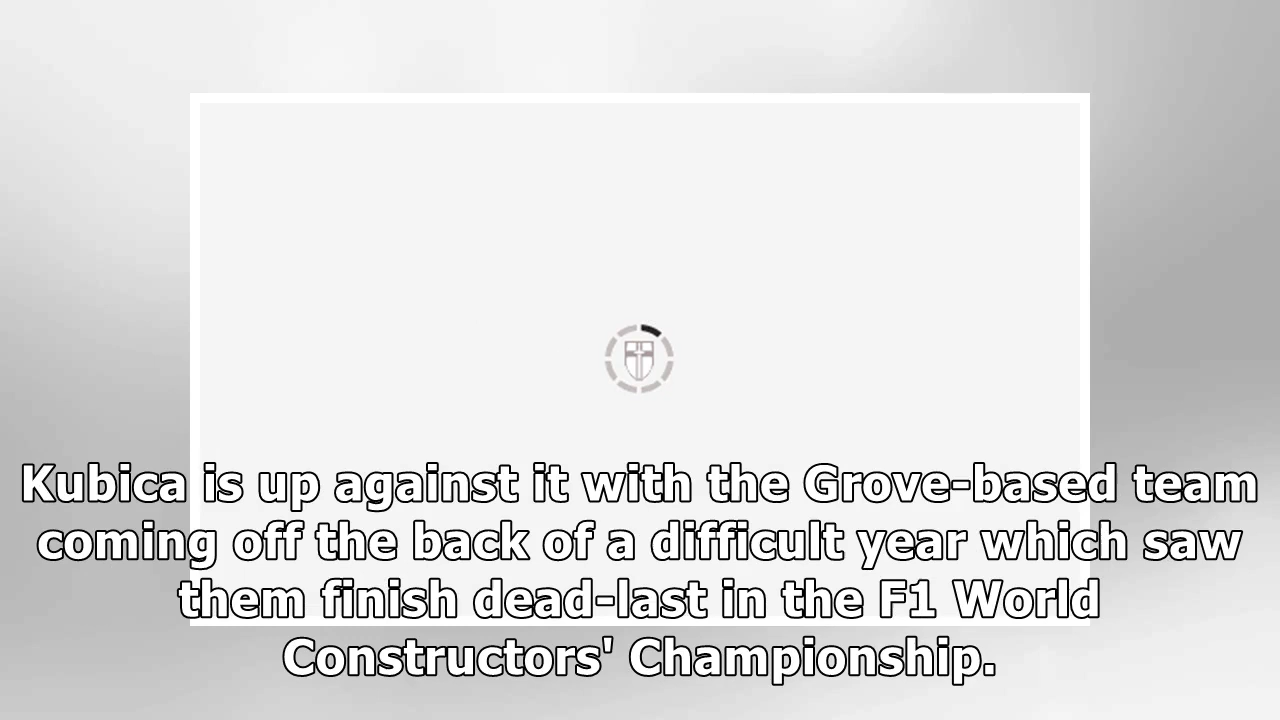 Kubica is up against it with the Grove-based team
coming off the back of a difficult year which saw
them finish dead-last in the F1 World
Constructors' Championship.